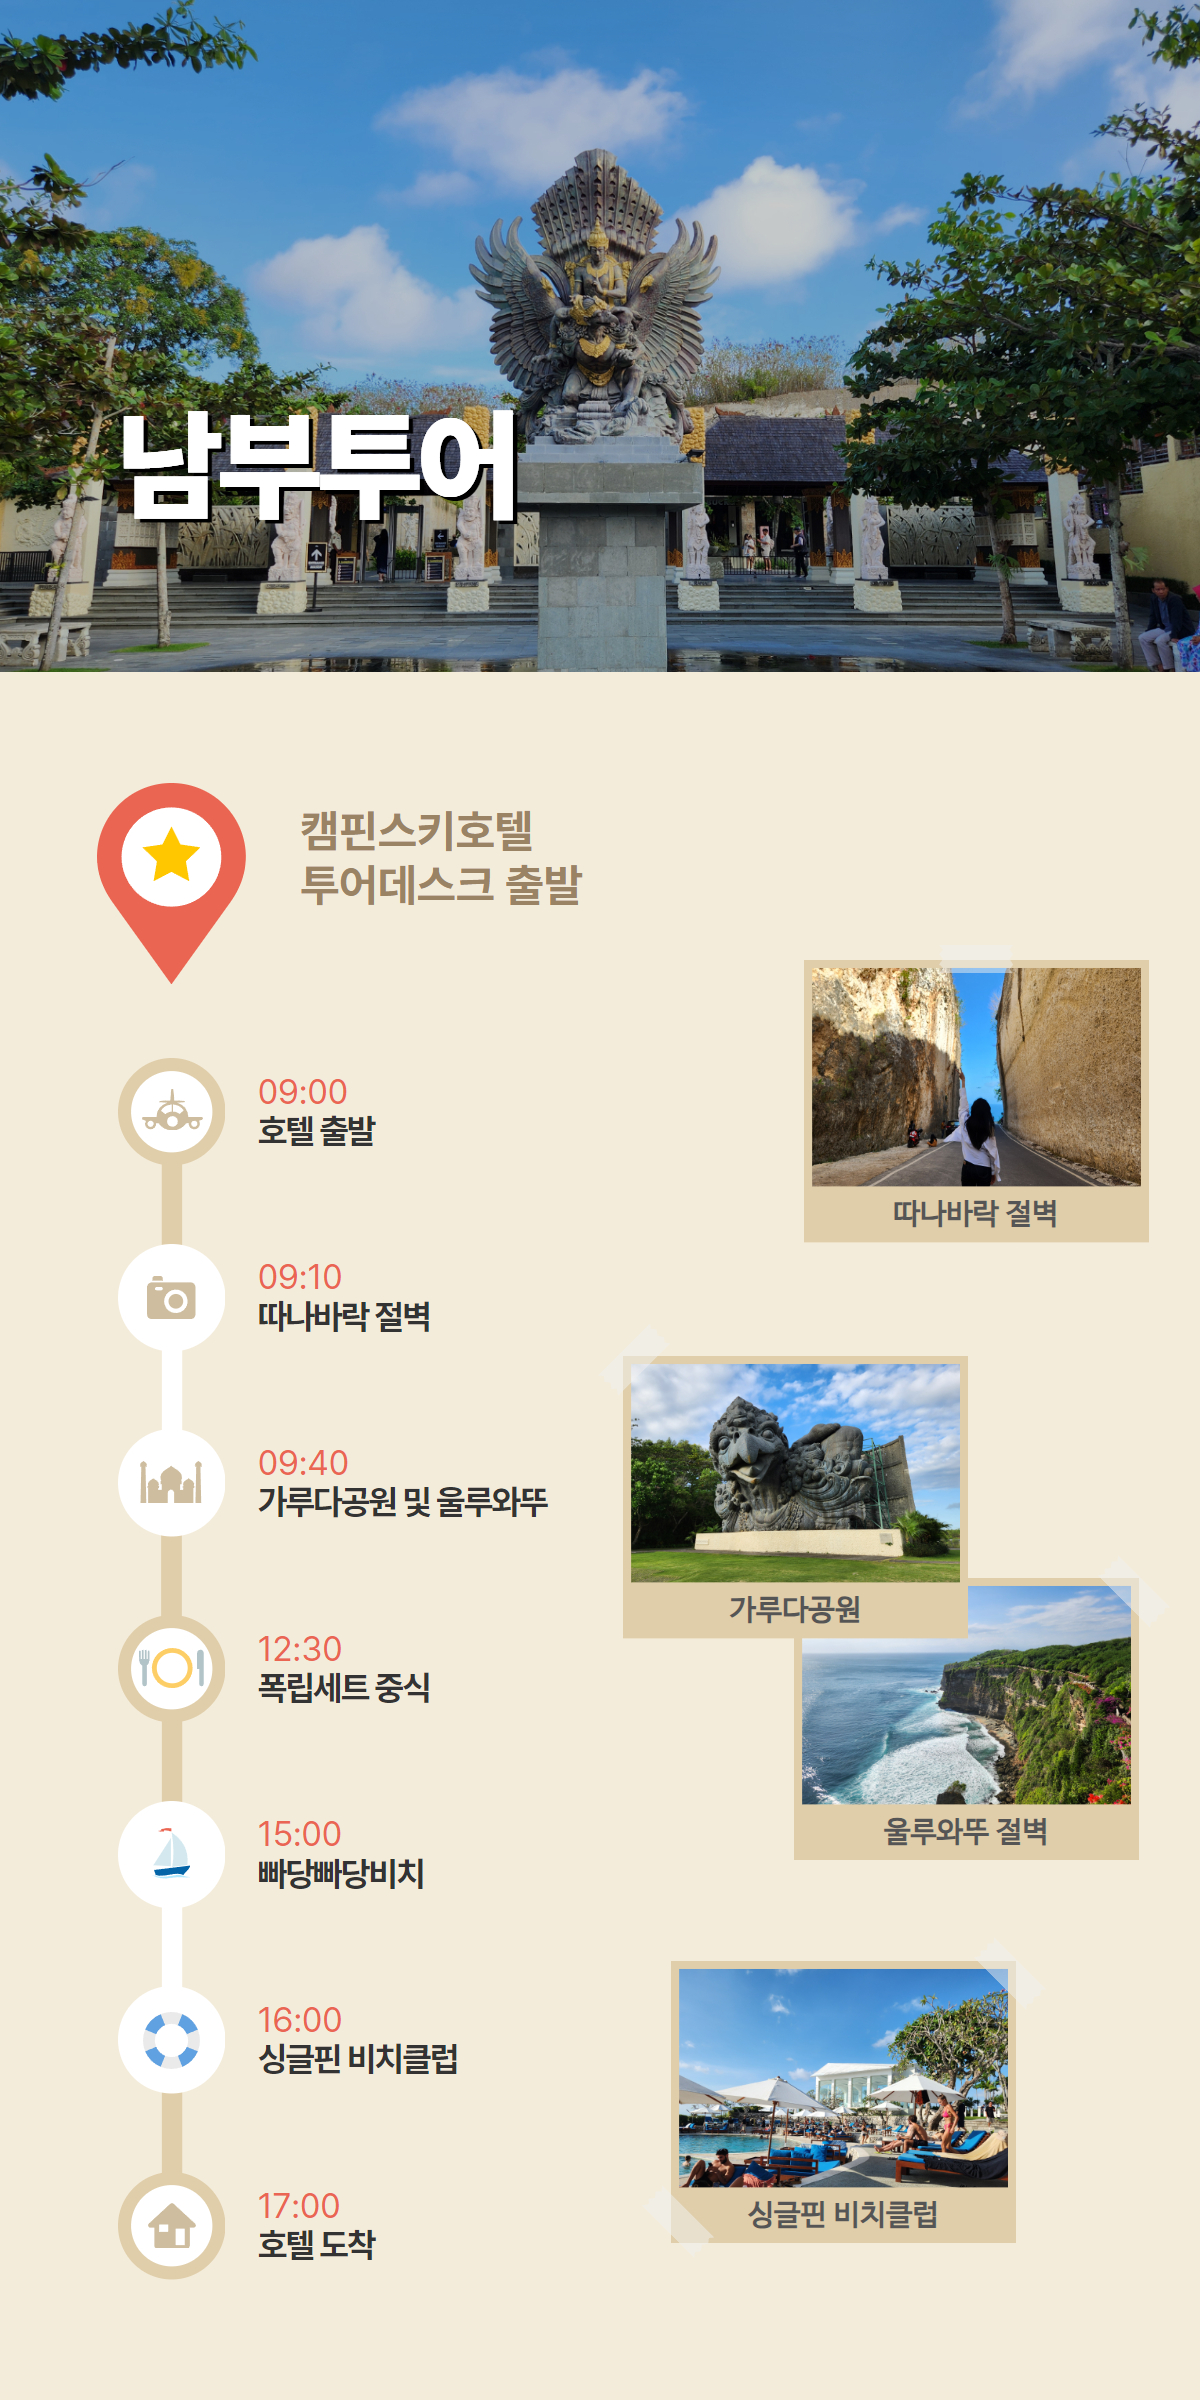 남부투어
캠핀스키호텔
투어데스크 출발
09:00
호텔 출발
09:10
따나바락 절벽
09:40
가루다공원 및 울루와뚜
12:30
폭립세트 중식
15:00
빠당빠당비치
16:00
싱글핀 비치클럽
17:00
호텔 도착
따나바락 절벽
가루다공원
울루와뚜 절벽
싱글핀 비치클럽